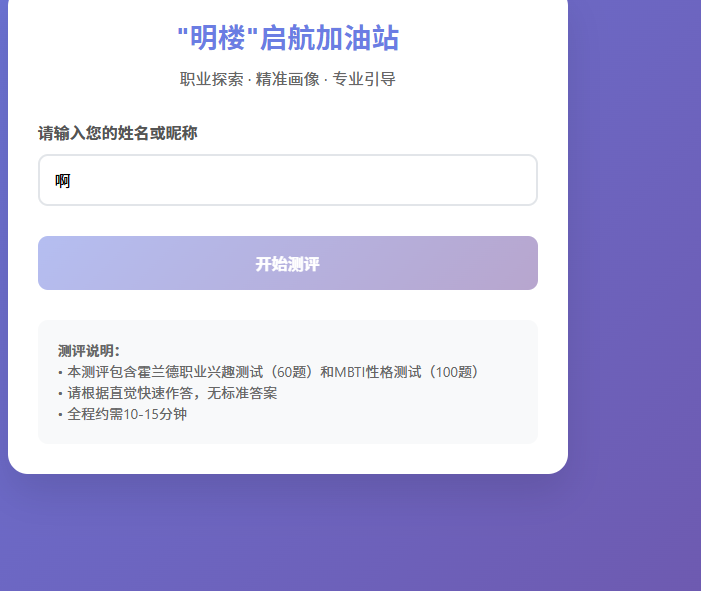 "明楼"启航加油站
职业探索 · 精准画像 · 专业引导
请输入您的姓名或昵称
啊
开始测评
测评说明：
• 本测评包含霍兰德职业兴趣测试（60题）和MBTI性格测试（100题）
• 请根据直觉快速作答，无标准答案
• 全程约需10-15分钟